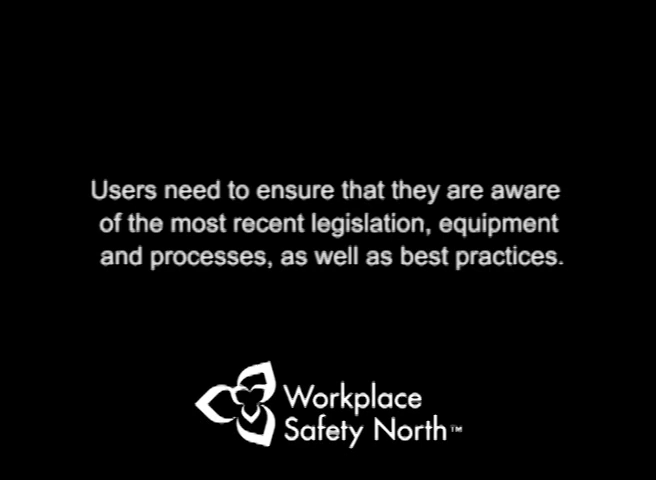 Users need to ensure that they are aware
of the most recent legislation, equipment
and processes, as well as best practices.
Workplace
Safety North™